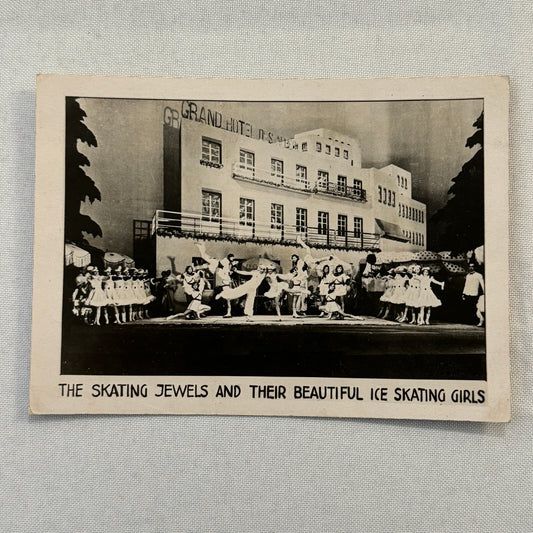 GRAND HOTEL
THE SKATING JEWELS AND THEIR BEAUTIFUL ICE SKATING GIRLS